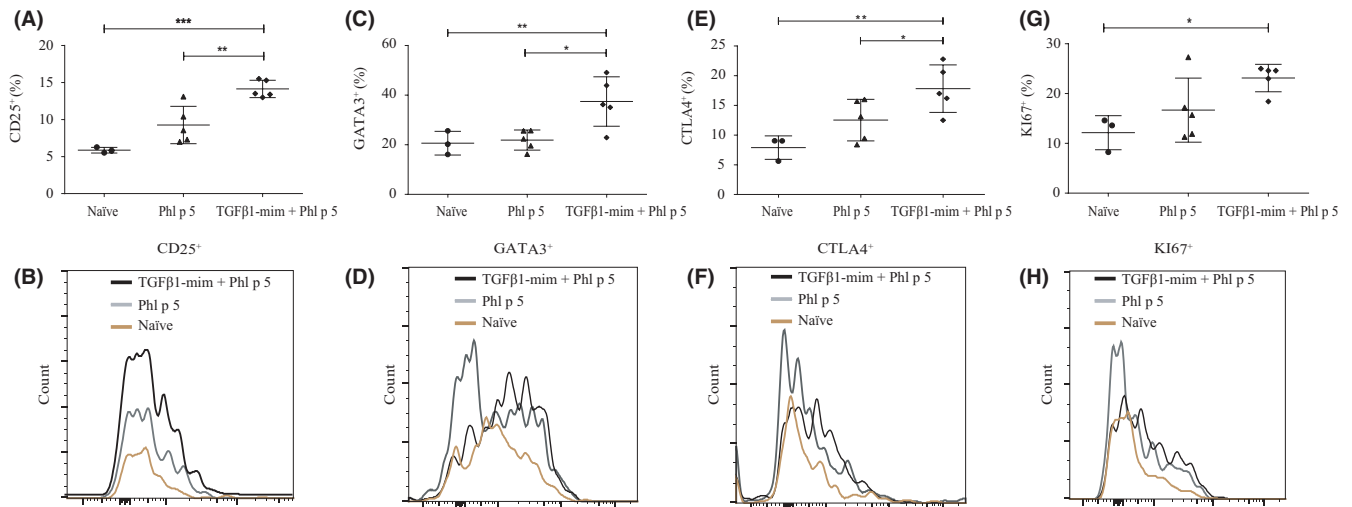 (A)
***
**
CD25⁺ (%)
20
15
10
5
0
Naïve Phl p 5 TGFβ1-mim + Phl p 5
(C)
**
*
GATA3⁺ (%)
60
40
20
0
Naïve Phl p 5 TGFβ1-mim + Phl p 5
(E)
**
*
CTLA4⁺ (%)
25
20
15
10
5
0
Naïve Phl p 5 TGFβ1-mim + Phl p 5
(G)
*
KI67⁺ (%)
30
20
10
0
Naïve Phl p 5 TGFβ1-mim + Phl p 5
(B)
CD25⁺
TGFβ1-mim + Phl p 5
Phl p 5
Naïve
Count
(D)
GATA3⁺
TGFβ1-mim + Phl p 5
Phl p 5
Naïve
Count
(F)
CTLA4⁺
TGFβ1-mim + Phl p 5
Phl p 5
Naïve
Count
(H)
KI67⁺
TGFβ1-mim + Phl p 5
Phl p 5
Naïve
Count